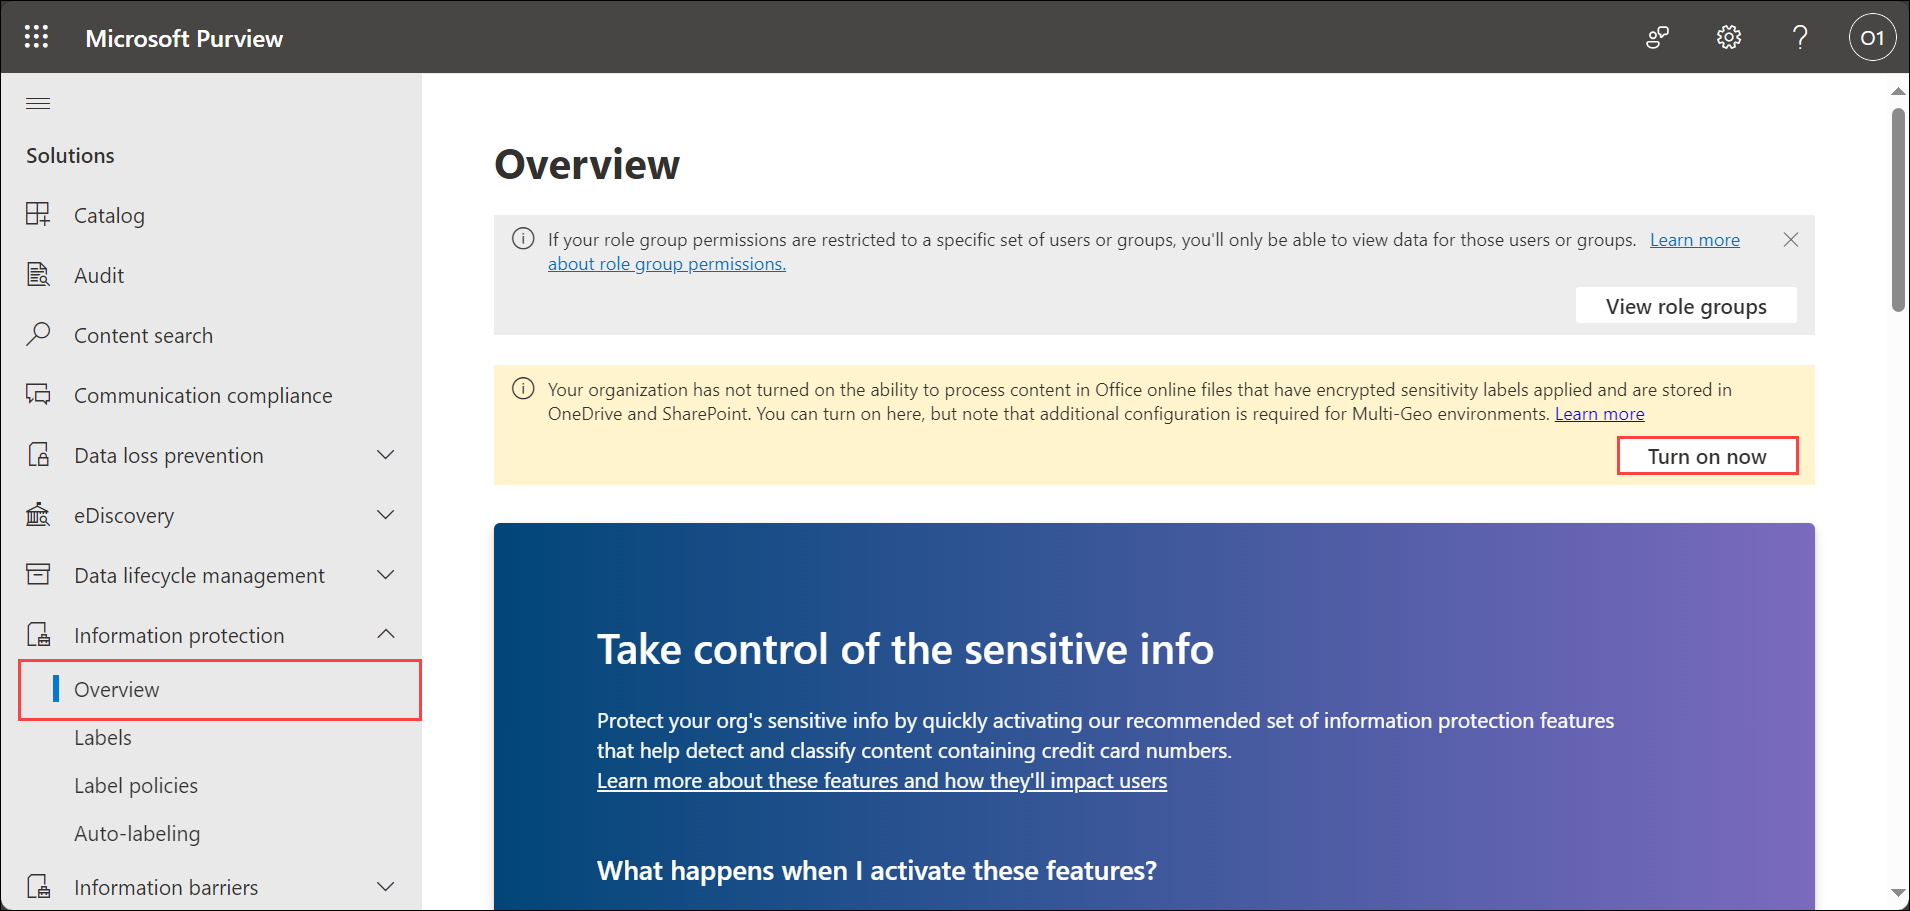 Microsoft Purview
O1
Solutions
Catalog
Audit
Content search
Communication compliance
Data loss prevention
eDiscovery
Data lifecycle management
Information protection
Overview
Labels
Label policies
Auto-labeling
Information barriers
Overview
If your role group permissions are restricted to a specific set of users or groups, you'll only be able to view data for those users or groups. Learn more
about role group permissions.
View role groups
Your organization has not turned on the ability to process content in Office online files that have encrypted sensitivity labels applied and are stored in
OneDrive and SharePoint. You can turn on here, but note that additional configuration is required for Multi-Geo environments. Learn more
Turn on now
Take control of the sensitive info
Protect your org's sensitive info by quickly activating our recommended set of information protection features
that help detect and classify content containing credit card numbers.
Learn more about these features and how they'll impact users
What happens when I activate these features?